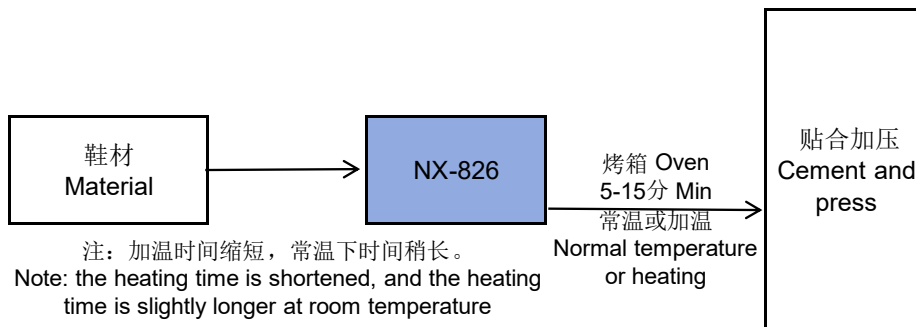 鞋材
Material
NX-826
烤箱 Oven
5-15分 Min
常温或加温
Normal temperature
or heating
贴合加压
Cement and
press
注：加温时间缩短，常温下时间稍长。
Note: the heating time is shortened, and the heating
time is slightly longer at room temperature